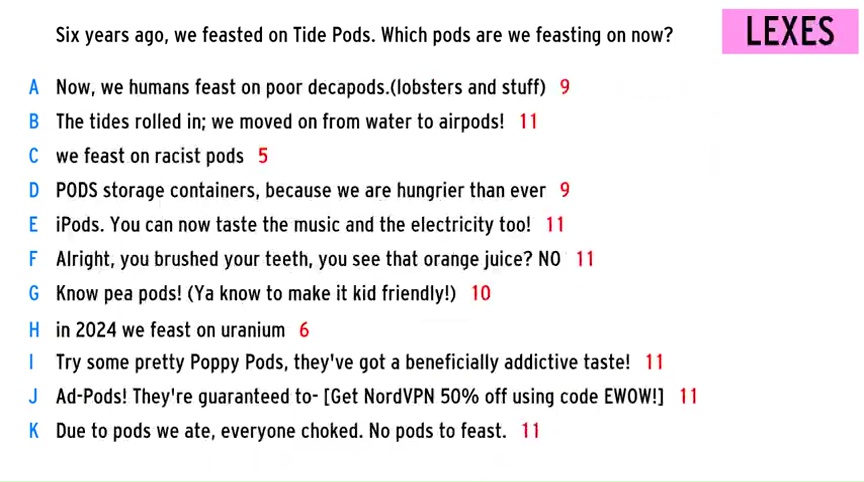 Six years ago, we feasted on Tide Pods. Which pods are we feasting on now?
LEXES
A Now, we humans feast on poor decapods.(lobsters and stuff) 9
B The tides rolled in; we moved on from water to airpods! 11
C we feast on racist pods 5
D PODS storage containers, because we are hungrier than ever 9
E iPods. You can now taste the music and the electricity too! 11
F Alright, you brushed your teeth, you see that orange juice? NO 11
G Know pea pods! (Ya know to make it kid friendly!) 10
H in 2024 we feast on uranium 6
I Try some pretty Poppy Pods, they've got a beneficially addictive taste! 11
J Ad-Pods! They're guaranteed to- [Get NordVPN 50% off using code EWOW!] 11
K Due to pods we ate, everyone choked. No pods to feast. 11